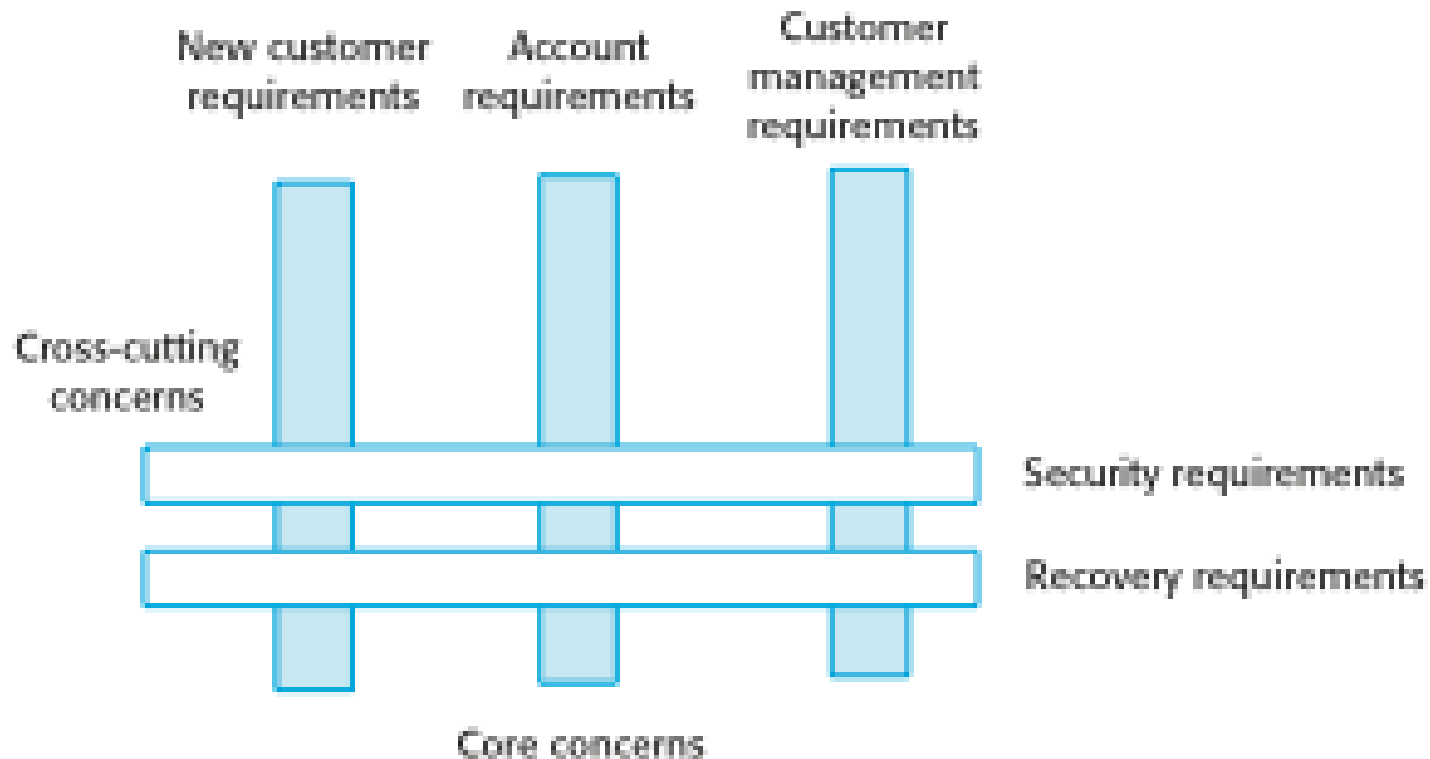 New customer
requirements
Account
requirements
Customer
management
requirements
Cross-cutting
concerns
Security requirements
Recovery requirements
Core concerns